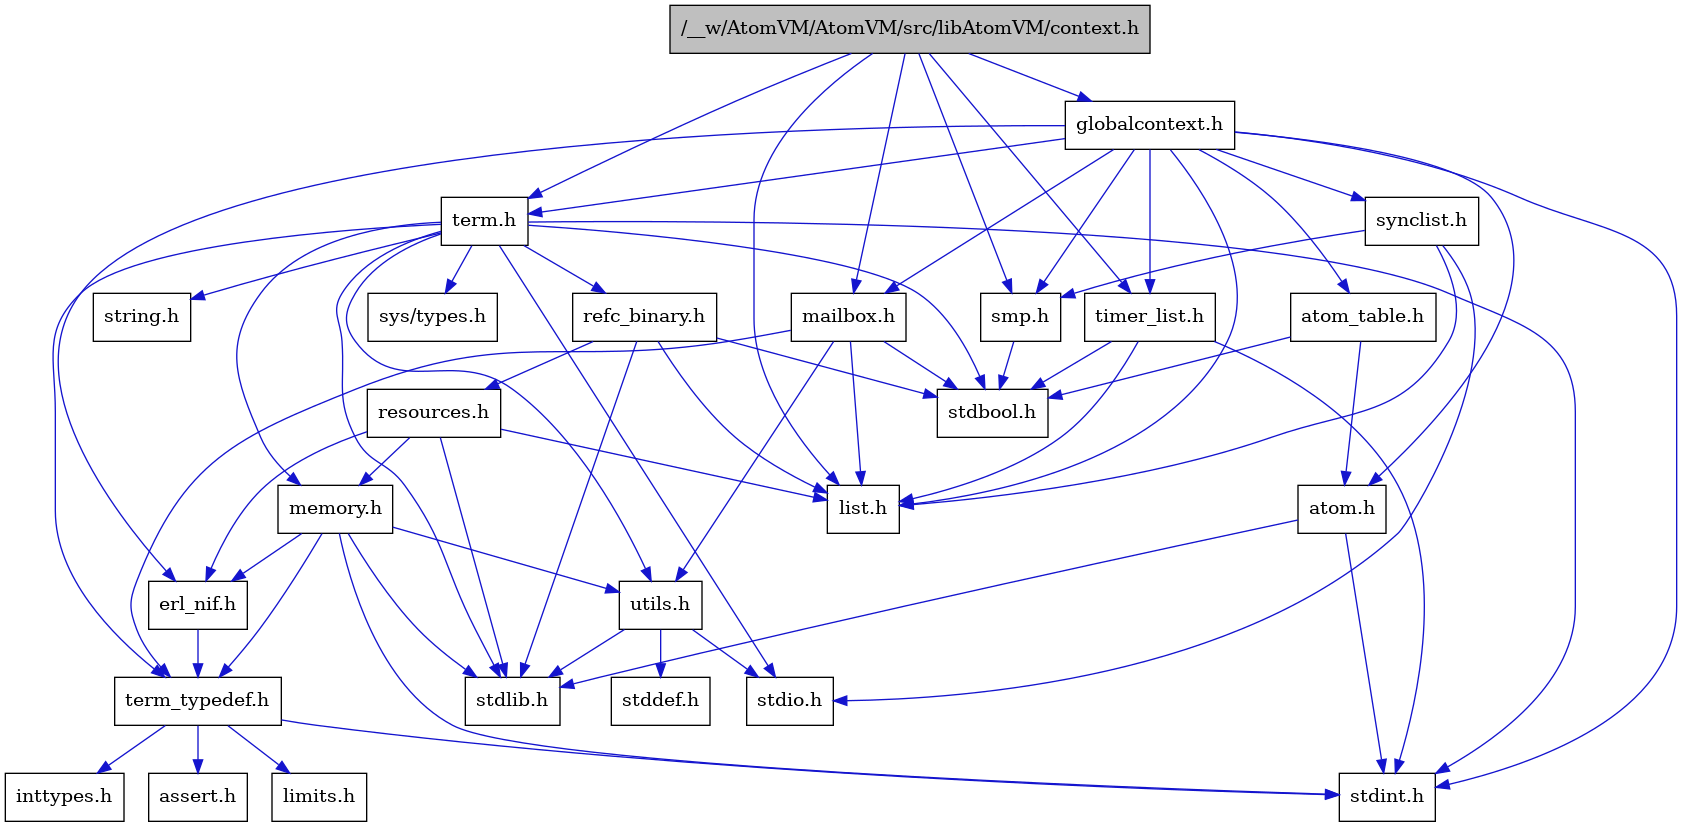 /__w/AtomVM/AtomVM/src/libAtomVM/context.h
globalcontext.h
term.h
synclist.h
string.h
sys/types.h
refc_binary.h
mailbox.h
smp.h
timer_list.h
atom_table.h
resources.h
stdbool.h
memory.h
list.h
atom.h
erl_nif.h
utils.h
term_typedef.h
stdlib.h
stddef.h
stdio.h
inttypes.h
assert.h
limits.h
stdint.h